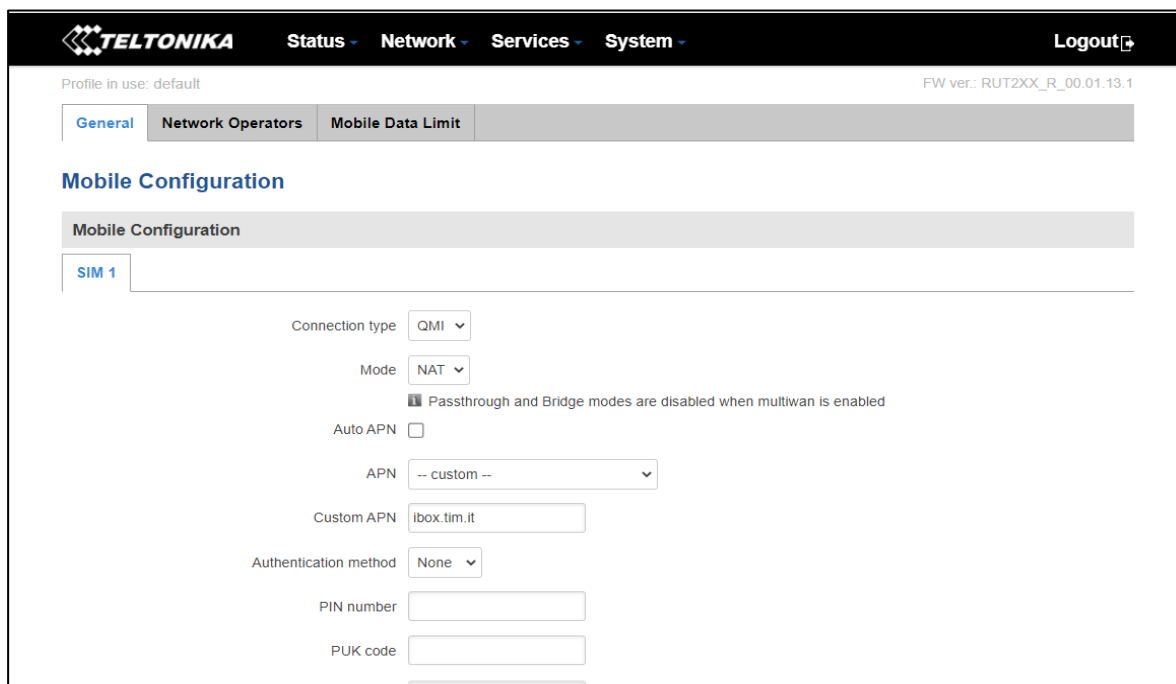 TELTONIKA Status Network Services System Logout
Profile in use: default FW ver.: RUT2XX_R_00.01.13.1
General Network Operators Mobile Data Limit
Mobile Configuration
Mobile Configuration
SIM 1
Connection type QMI
Mode NAT
Passthrough and Bridge modes are disabled when multiwan is enabled
Auto APN
APN -- custom --
Custom APN ibox.tim.it
Authentication method None
PIN number
PUK code